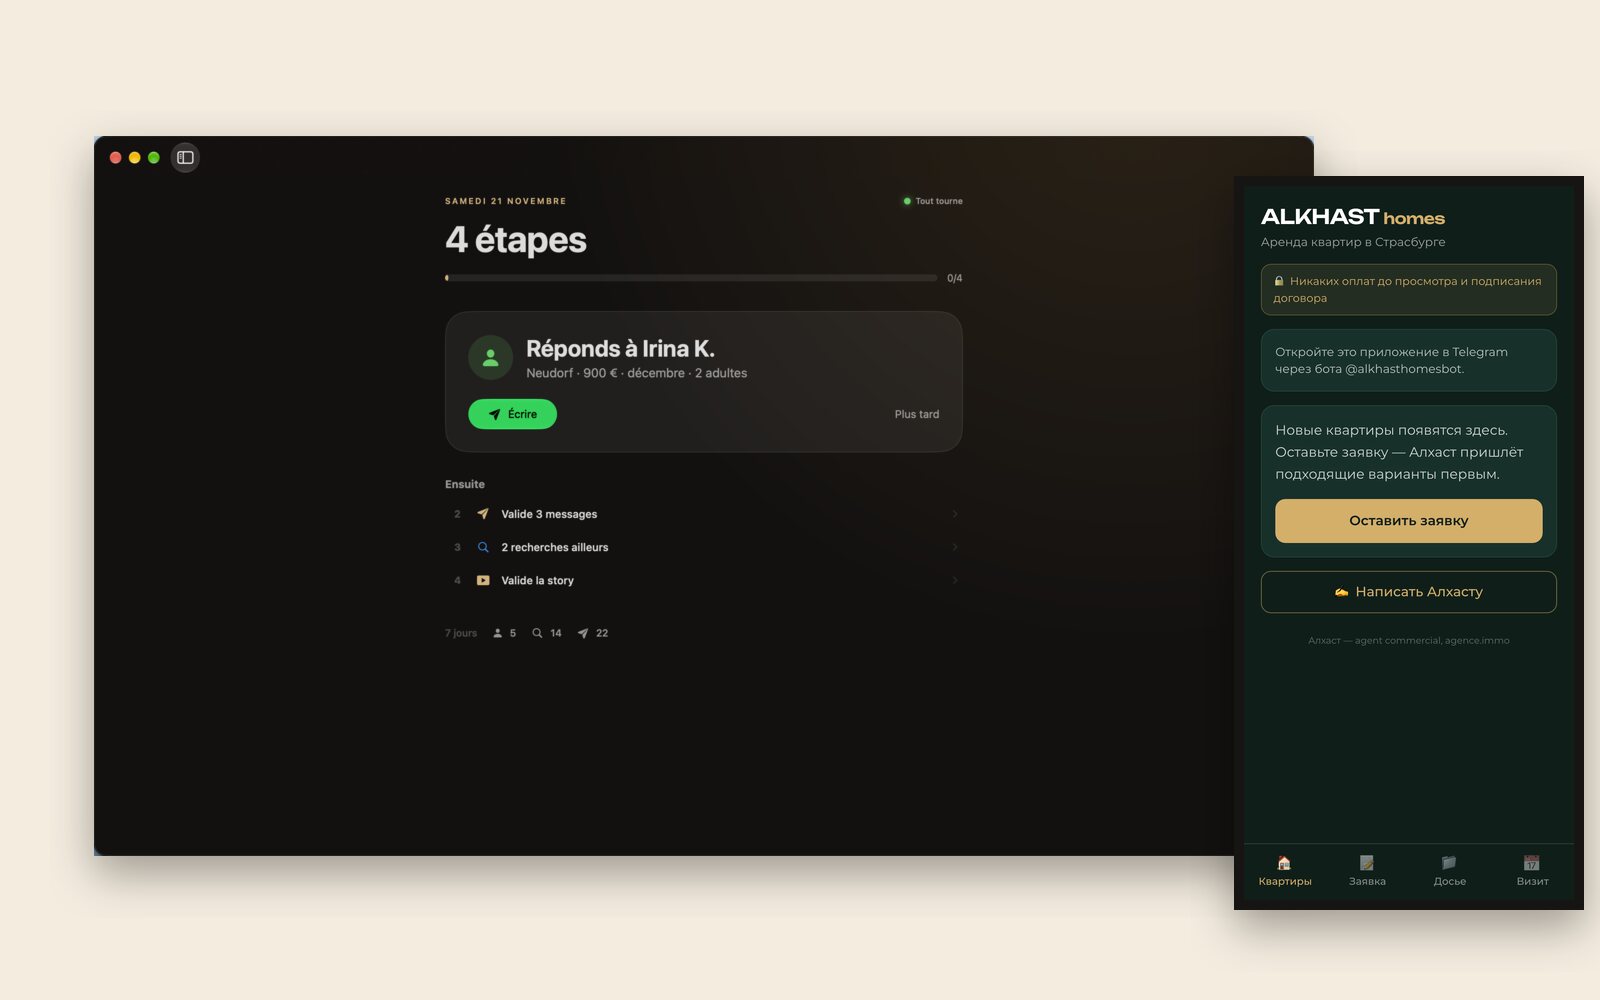 SAMEDI 21 NOVEMBRE
Tout tourne
4 étapes
0/4
Réponds à Irina K.
Neudorf · 900 € · décembre · 2 adultes
Écrire
Plus tard
Ensuite
2 Valide 3 messages
3 2 recherches ailleurs
4 Valide la story
7 jours 5 14 22
ALKHAST homes
Аренда квартир в Страсбурге
Никаких оплат до просмотра и подписания
договора
Откройте это приложение в Telegram
через бота @alkhasthomesbot.
Новые квартиры появятся здесь.
Оставьте заявку — Алхаст пришлёт
подходящие варианты первым.
Оставить заявку
Написать Алхасту
Алхаст — agent commercial, agence.immo
17
Квартиры Заявка Досье Визит